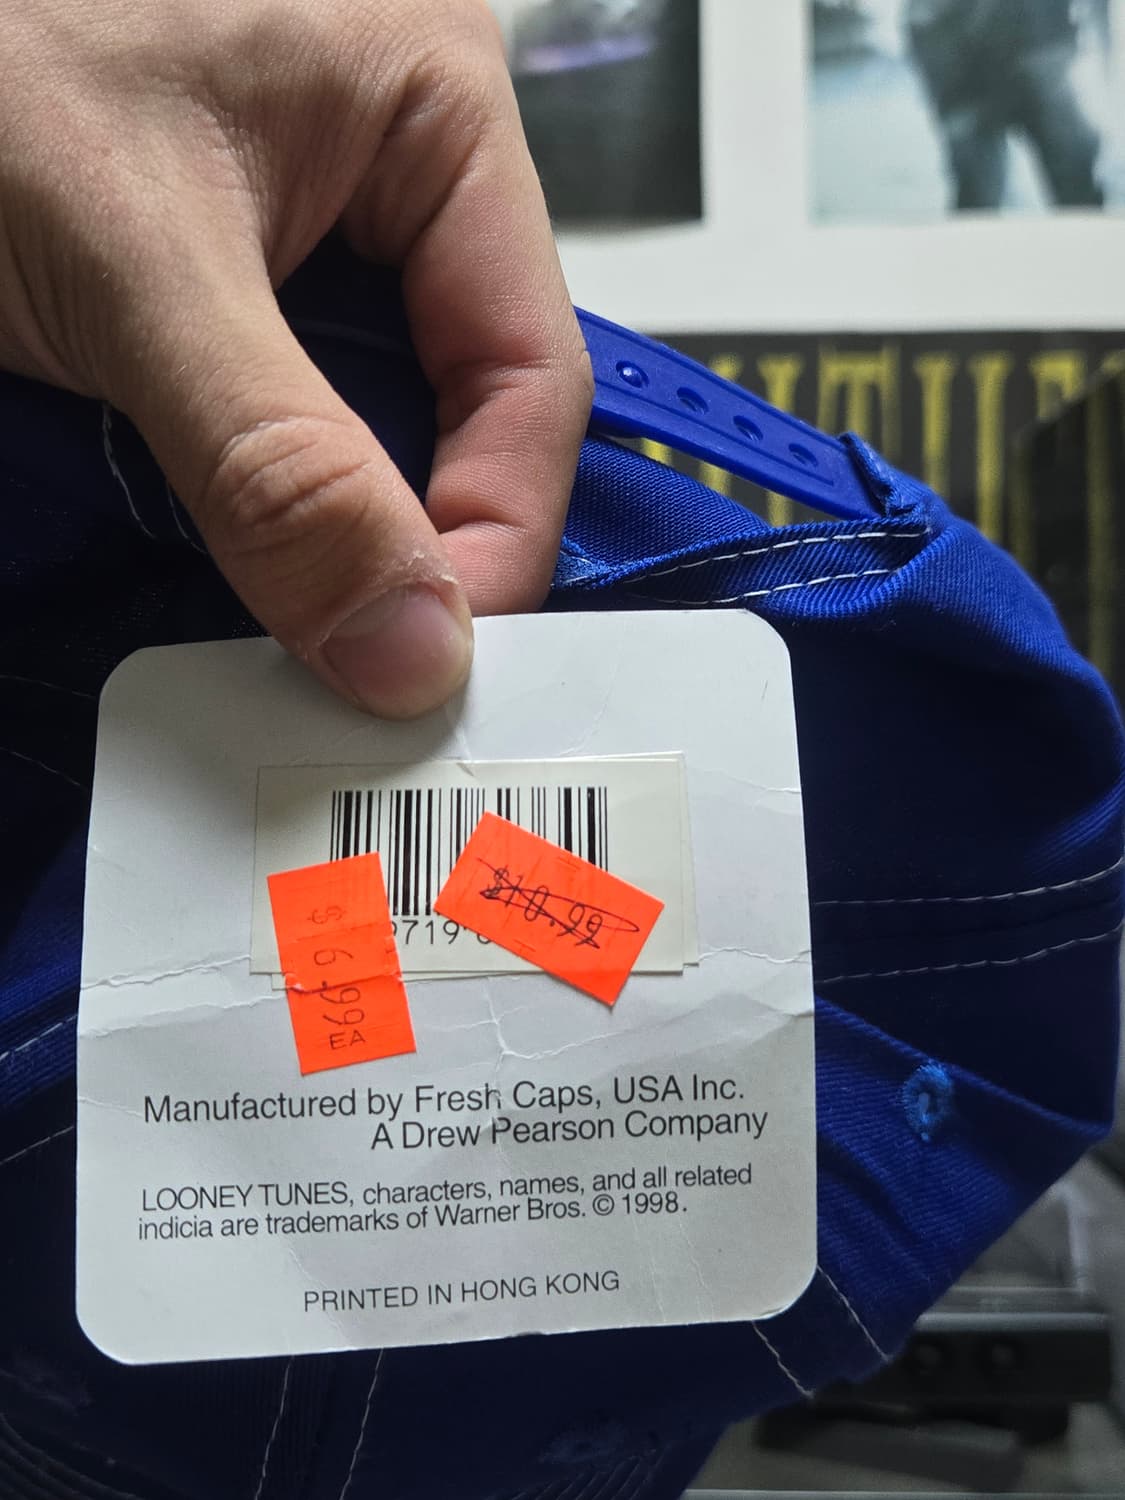 719
$10.99
$6.99
EA
Manufactured by Fresh Caps, USA Inc.
A Drew Pearson Company
LOONEY TUNES, characters, names, and all related
indicia are trademarks of Warner Bros. © 1998.
PRINTED IN HONG KONG